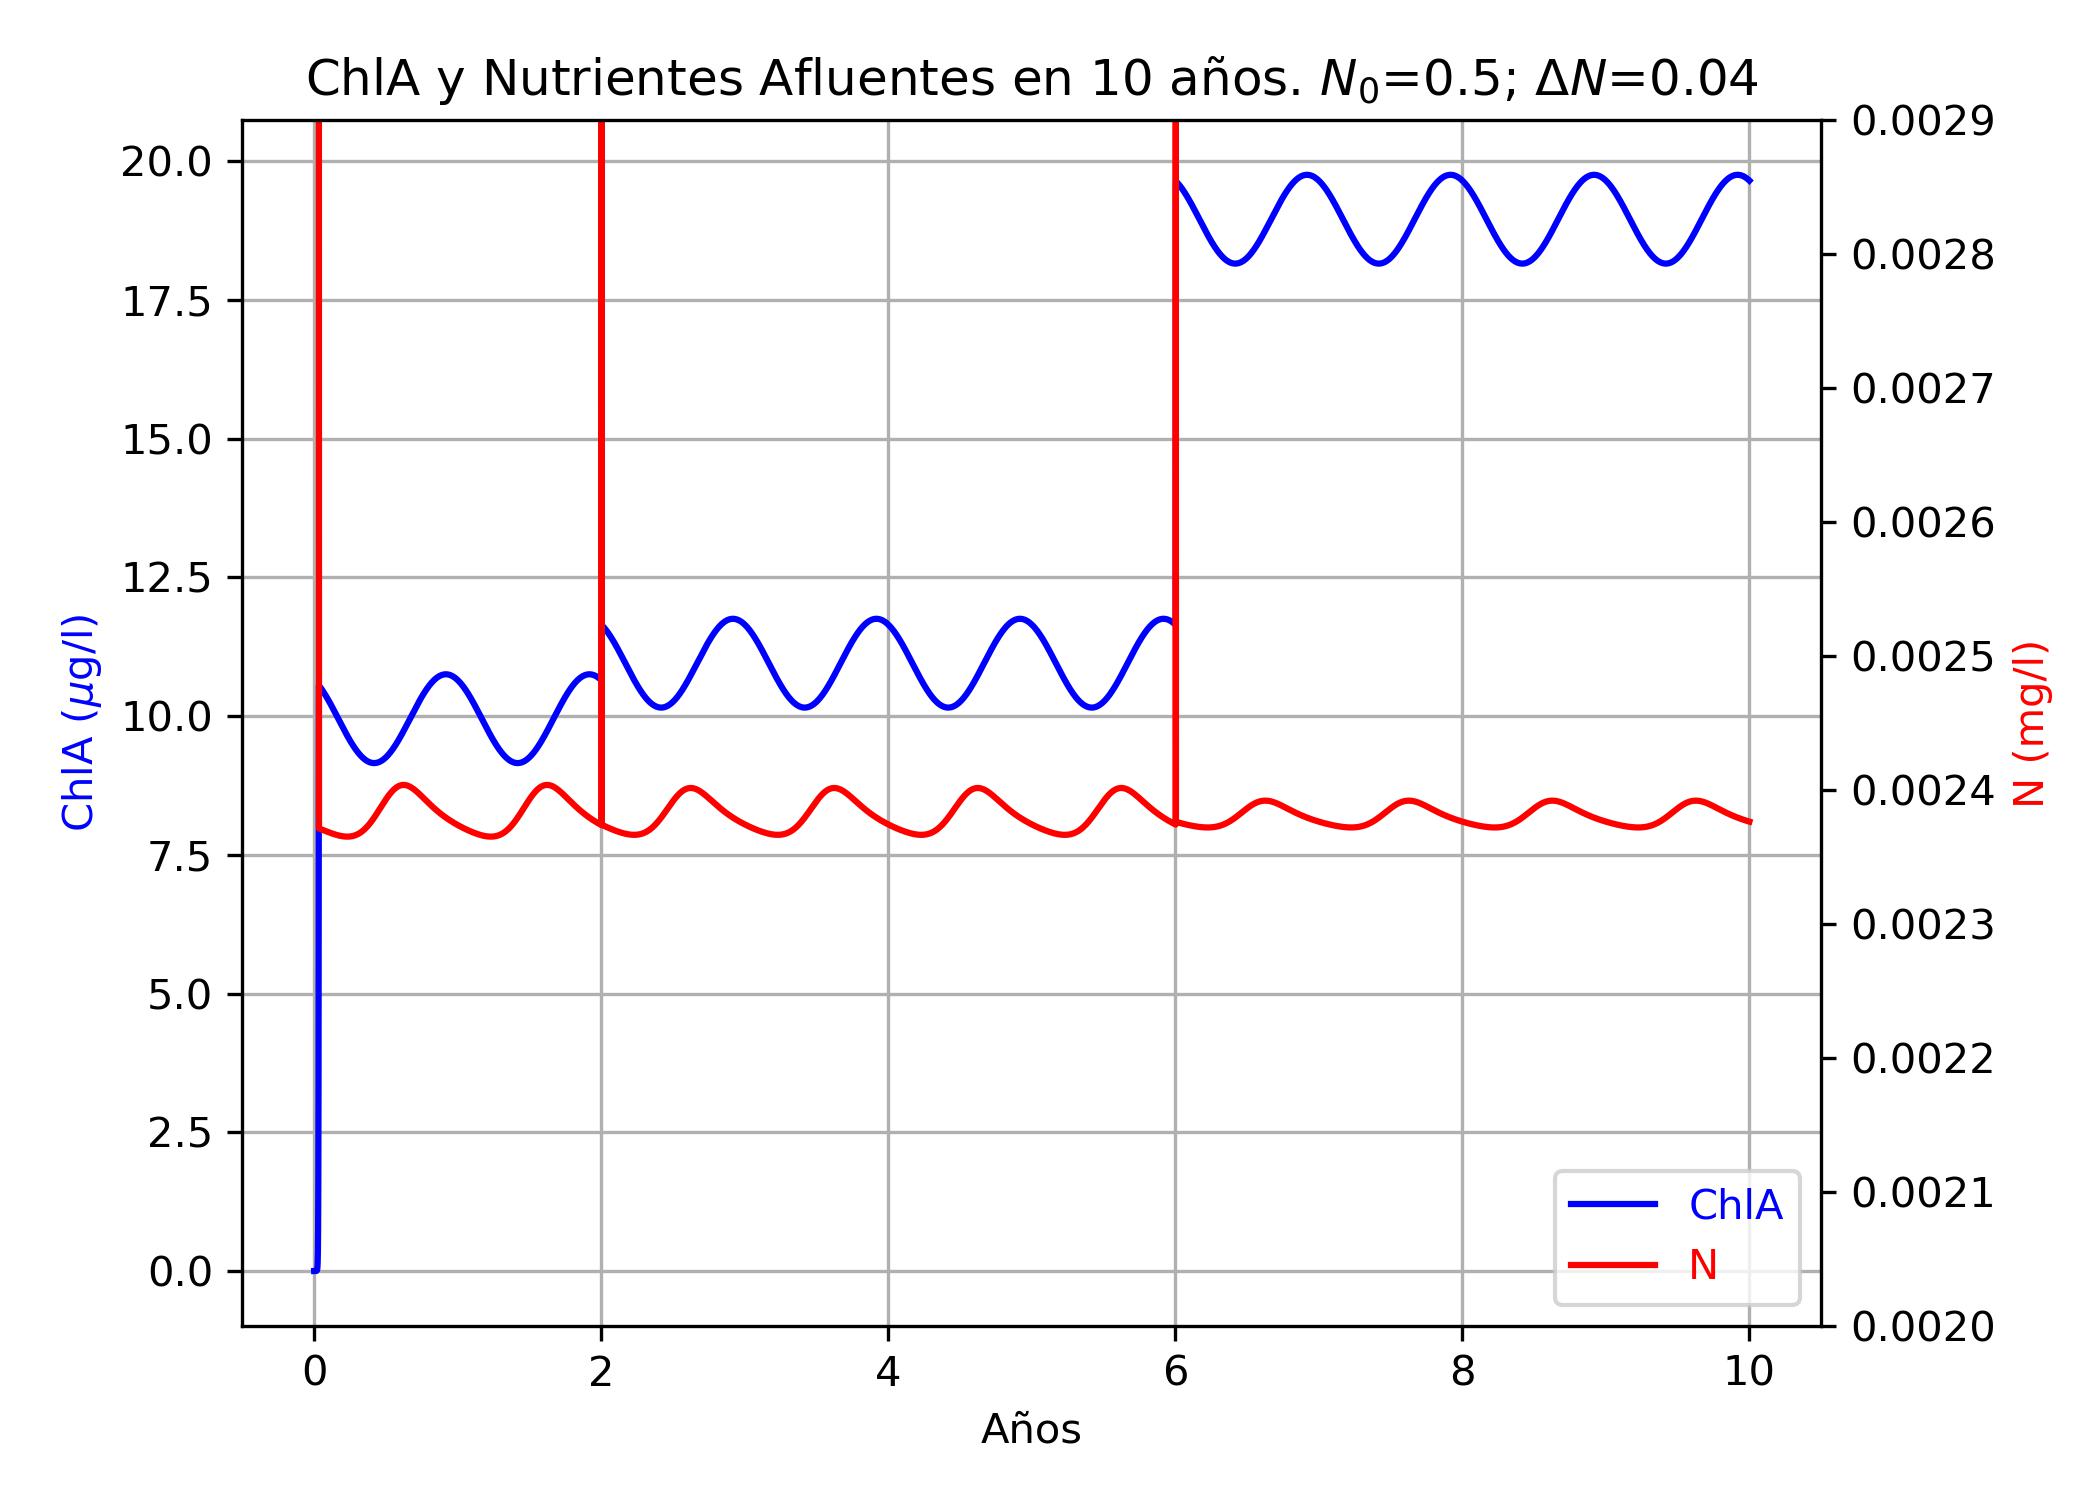 ChlA y Nutrientes Afluentes en 10 años. N₀=0.5; ΔN=0.04
20.0
17.5
15.0
12.5
10.0
7.5
5.0
2.5
0.0
ChlA (μg/l)
0.0029
0.0028
0.0027
0.0026
0.0025
0.0024
0.0023
0.0022
0.0021
0.0020
N (mg/l)
ChlA
N
0 2 4 6 8 10
Años